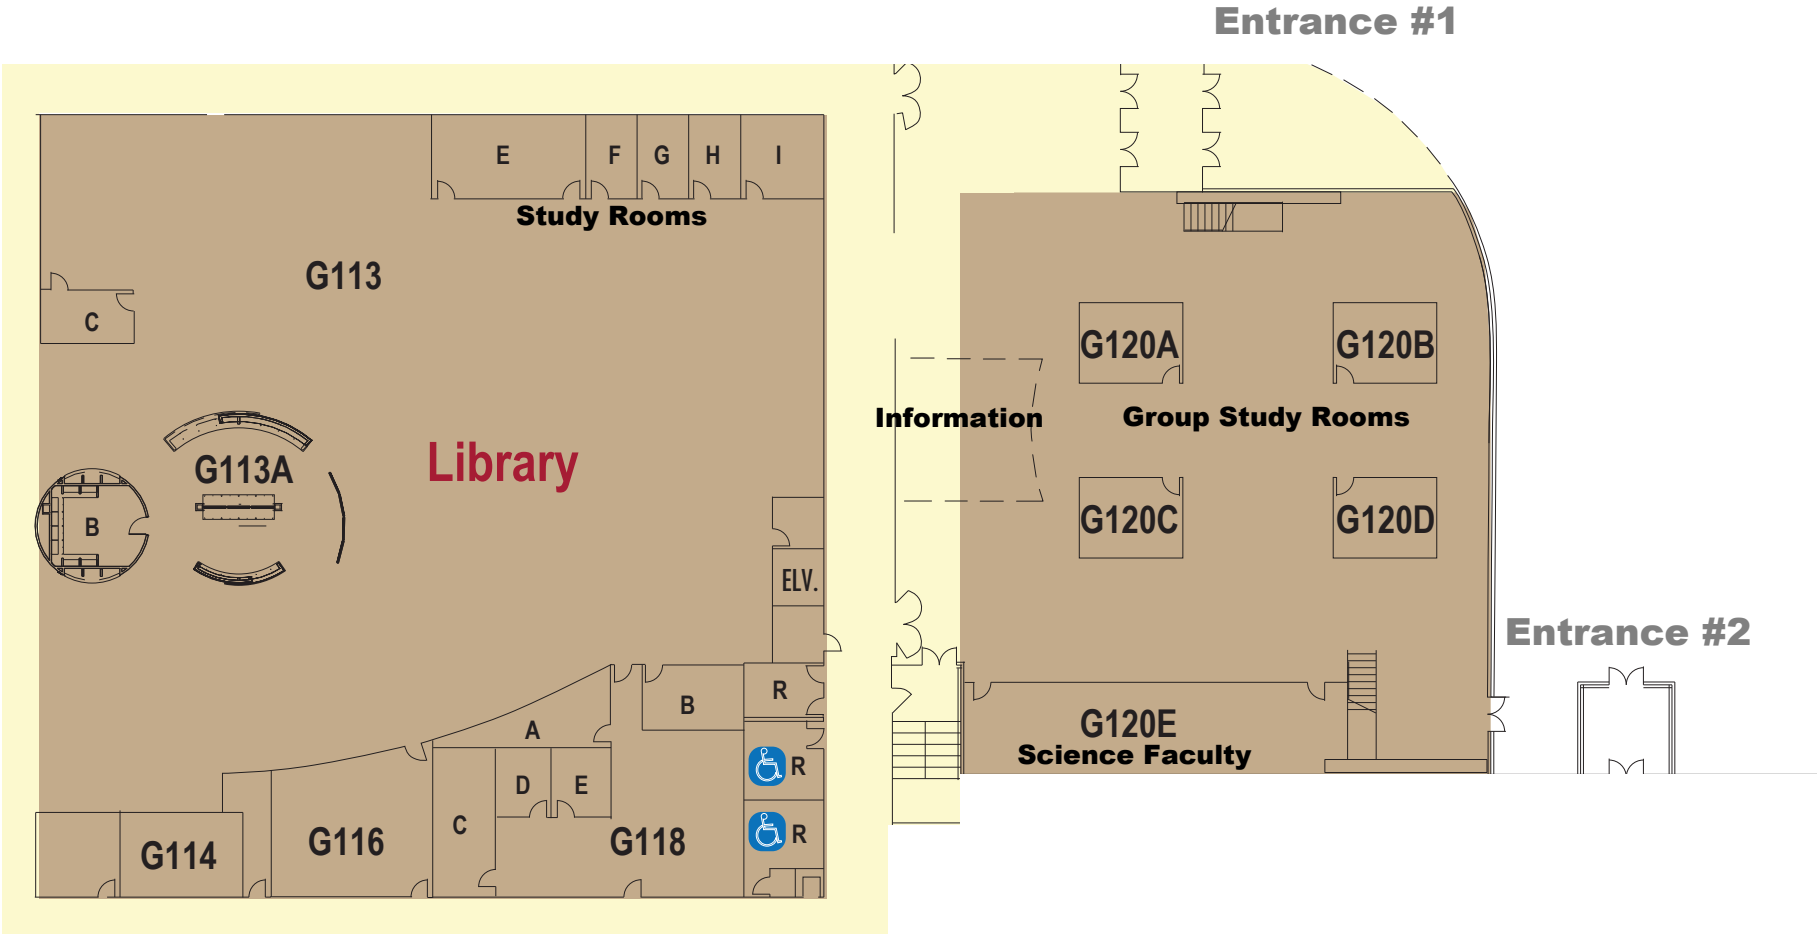 Entrance #1
E
F
G
H
I
Study Rooms
G113
C
G113A
B
Library
ELV.
Information
G120A
G120B
Group Study Rooms
G120C
G120D
Entrance #2
G120E
Science Faculty
A
B
R
R
R
D
E
C
G114
G116
G118